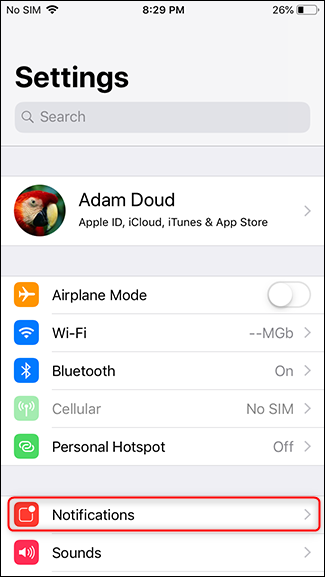 No SIM 8:29 PM 26%
Settings
Search
Adam Doud
Apple ID, iCloud, iTunes & App Store
Airplane Mode
Wi-Fi --MGb
Bluetooth On
Cellular No SIM
Personal Hotspot Off
Notifications
Sounds